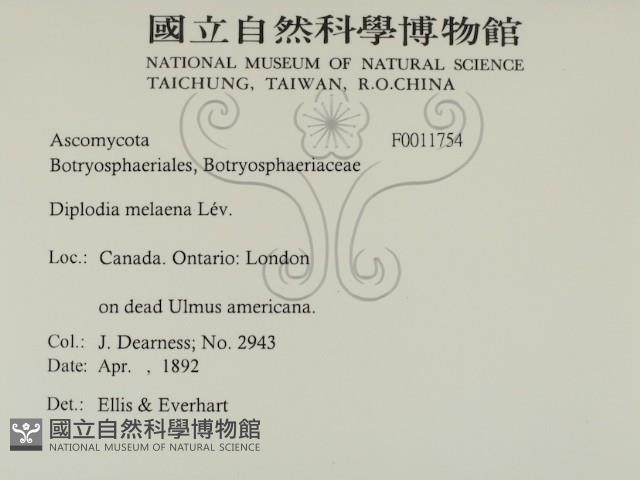 國立自然科學博物館
NATIONAL MUSEUM OF NATURAL SCIENCE
TAICHUNG, TAIWAN, R.O.CHINA
Ascomycota F0011754
Botryosphaeriales, Botryosphaeriaceae
Diplodia melaena Lév.
Loc.: Canada. Ontario: London
on dead Ulmus americana.
Col.: J. Dearness; No. 2943
Date: Apr. , 1892
Det.: Ellis & Everhart
國立自然科學博物館
NATIONAL MUSEUM OF NATURAL SCIENCE